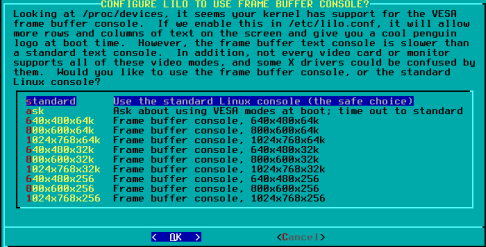 CONFIGURE LILO TO USE FRAME BUFFER CONSOLE?
Looking at /proc/devices, it seems your kernel has support for the VESA
frame buffer console.  If we enable this in /etc/lilo.conf, it will allow
more rows and columns of text on the screen and give you a cool penguin
logo at boot time.  However, the frame buffer text console is slower than
a standard text console.  In addition, not every video card or monitor
supports all of these video modes, and some X drivers could be confused by
them.  Would you like to use the frame buffer console, or the standard
Linux console?
standard Use the standard Linux console (the safe choice)
ask Ask about using VESA modes at boot; time out to standard
640x480x64k Frame buffer console, 640x480x64k
800x600x64k Frame buffer console, 800x600x64k
1024x768x64k Frame buffer console, 1024x768x64k
640x480x32k Frame buffer console, 640x480x32k
800x600x32k Frame buffer console, 800x600x32k
1024x768x32k Frame buffer console, 1024x768x32k
640x480x256 Frame buffer console, 640x480x256
800x600x256 Frame buffer console, 800x600x256
1024x768x256 Frame buffer console, 1024x768x256
< OK > <Cancel>